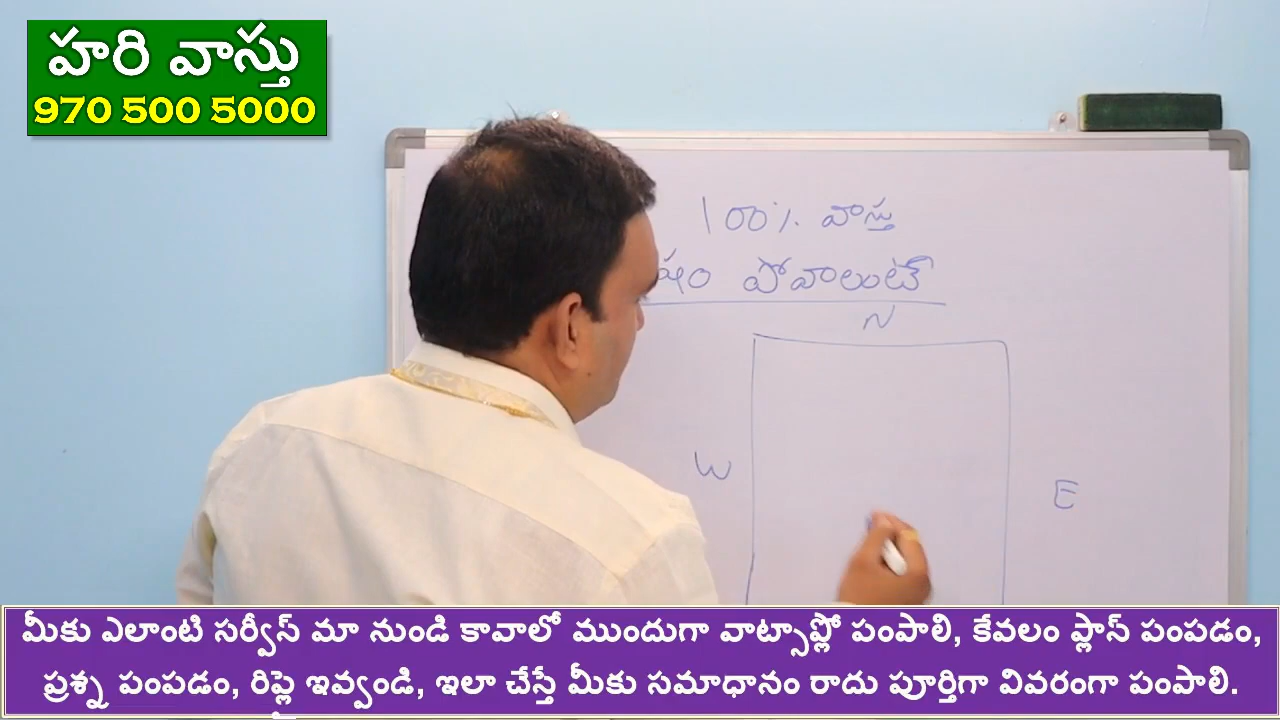 హరి వాస్తు
970 500 5000
100% వాస్తు
షం పోవాలంటే
N
W
E
మీకు ఎలాంటి సర్వీస్ మా నుండి కావాలో ముందుగా వాట్సాప్లో పంపాలి, కేవలం ప్లాన్ పంపడం,
ప్రశ్న పంపడం, రిప్లై ఇవ్వండి, ఇలా చేస్తే మీకు సమాధానం రాదు పూర్తిగా వివరంగా పంపాలి.